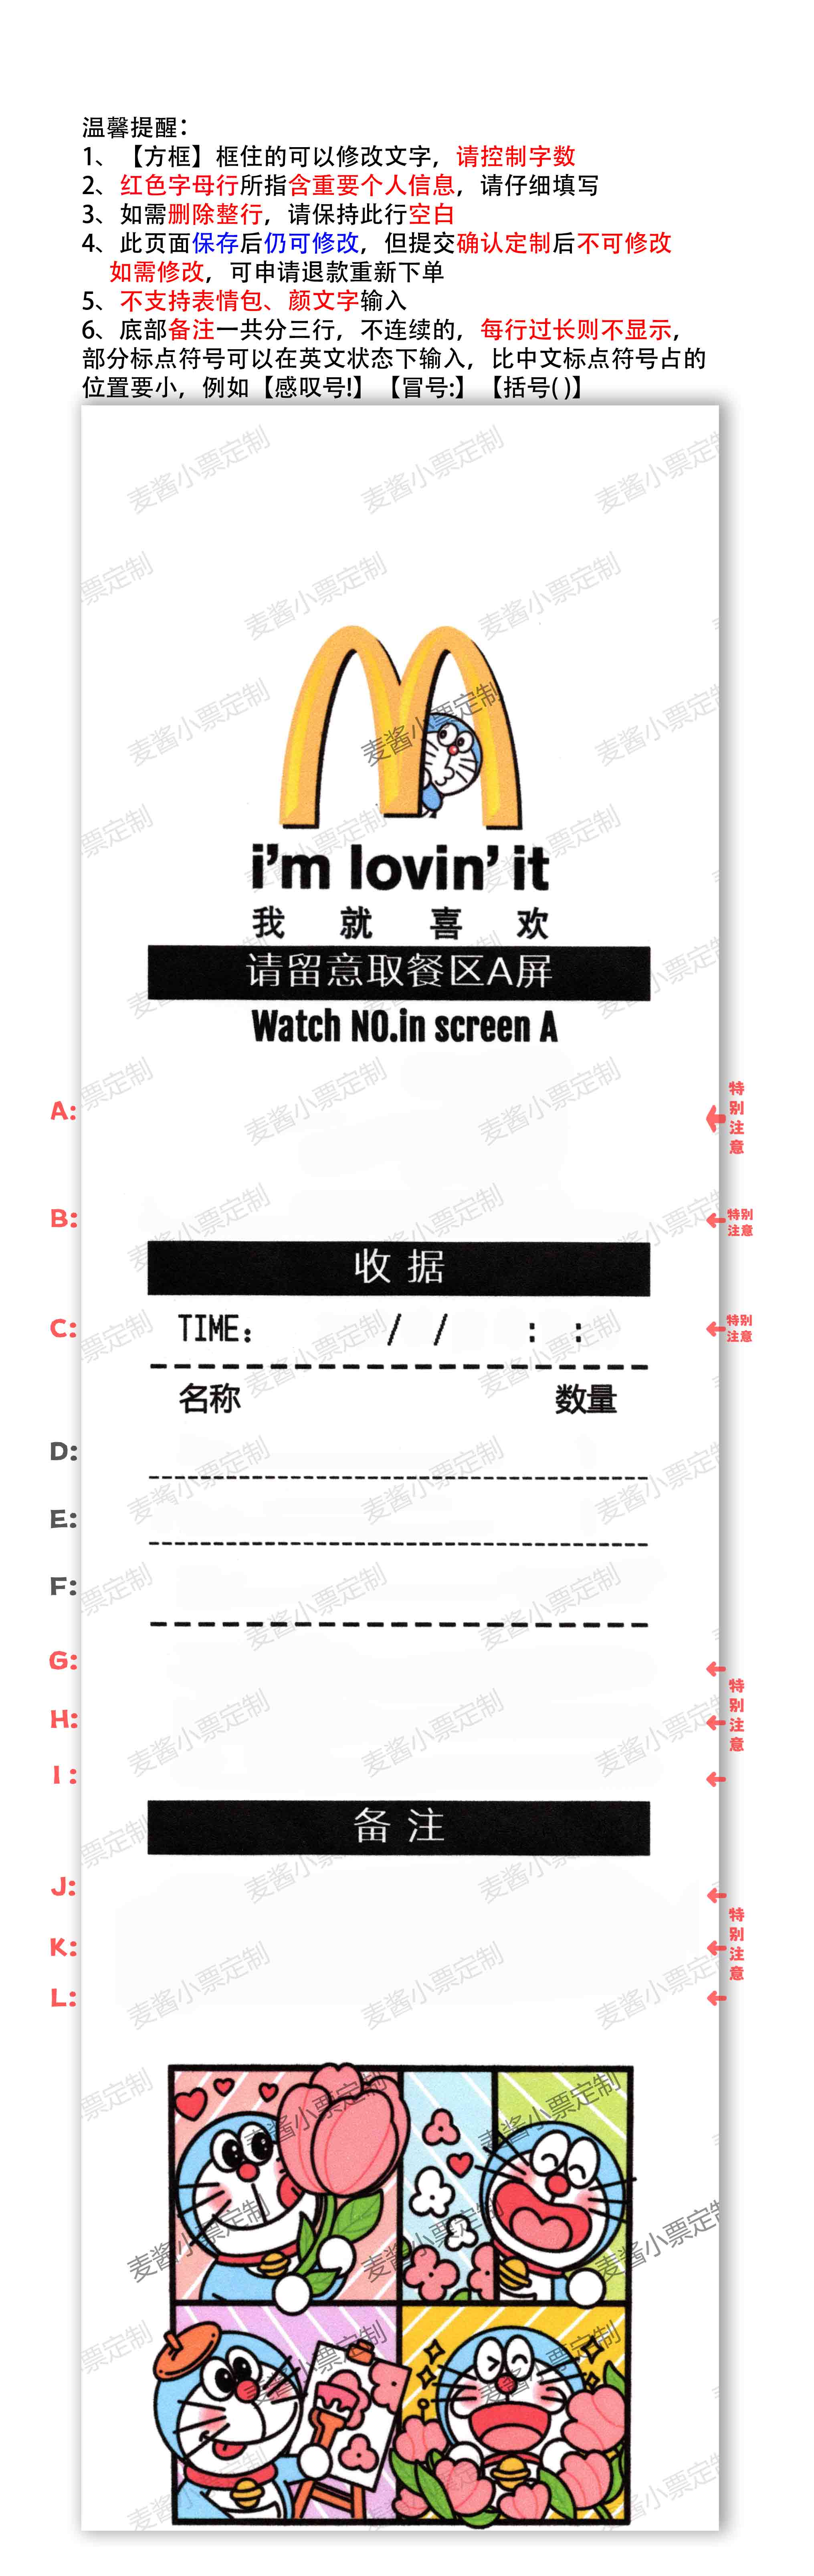 温馨提醒：
1、【方框】框住的可以修改文字，请控制字数
2、红色字母行所指含重要个人信息，请仔细填写
3、如需删除整行，请保持此行空白
4、此页面保存后仍可修改，但提交确认定制后不可修改
如需修改，可申请退款重新下单
5、不支持表情包、颜文字输入
6、底部备注一共分三行，不连续的，每行过长则不显示，
部分标点符号可以在英文状态下输入，比中文标点符号占的
位置要小，例如【感叹号!】【冒号:】【括号( )】
麦酱小票定制
i'm lovin' it
我就喜欢
请留意取餐区A屏
Watch NO.in screen A
A: 特别注意
B: 特别注意
收据
C: TIME： / / : : 特别注意
名称 数量
D:
E:
F:
G:
H: 特别注意
I:
备注
J:
K: 特别注意
L: